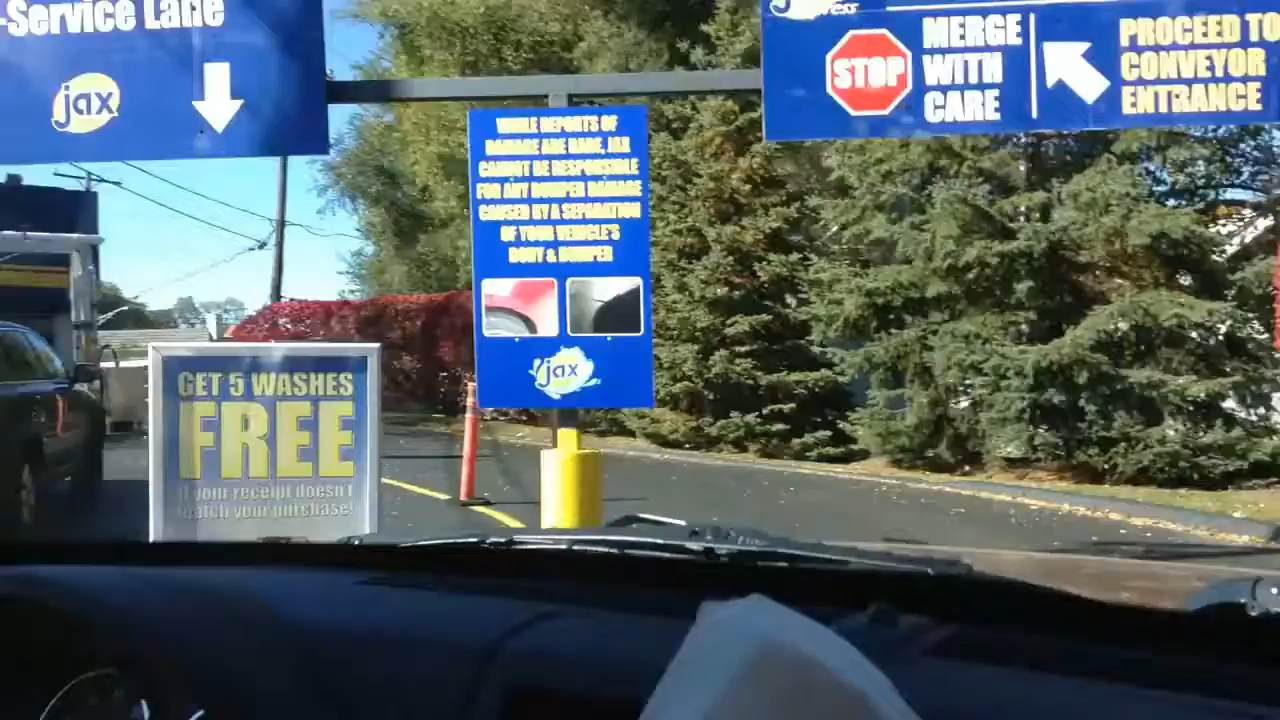 -Service Lane
jax
ress
STOP
MERGE
WITH
CARE
PROCEED TO
CONVEYOR
ENTRANCE
WHILE REPORTS OF
DAMAGE ARE RARE, JAX
CANNOT BE RESPONSIBLE
FOR ANY BUMPER DAMAGE
CAUSED BY A SEPARATION
OF YOUR VEHICLE'S
BODY & BUMPER
jax
GET 5 WASHES
FREE
if your receipt doesn't
match your purchase!